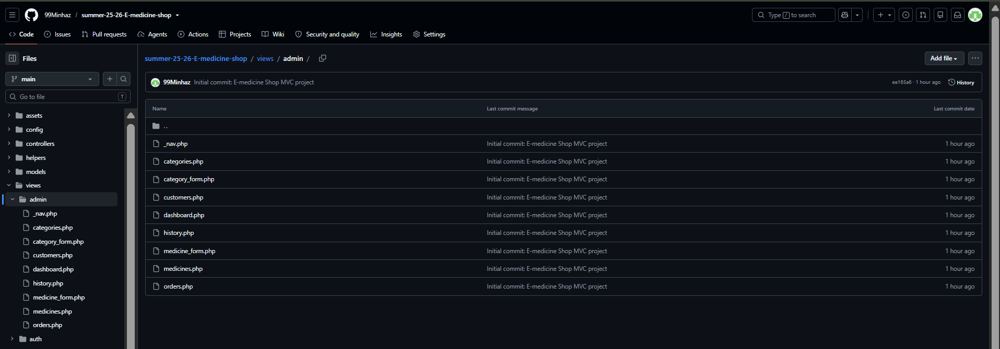 99Minhaz / summer-25-26-E-medicine-shop
Type / to search
Code Issues Pull requests Agents Actions Projects Wiki Security and quality Insights Settings
Files
main
Go to file T
assets
config
controllers
helpers
models
views
admin
_nav.php
categories.php
category_form.php
customers.php
dashboard.php
history.php
medicine_form.php
medicines.php
orders.php
auth
summer-25-26-E-medicine-shop / views / admin /
Add file
99Minhaz Initial commit: E-medicine Shop MVC project ee165a6 · 1 hour ago History
Name Last commit message Last commit date
..
_nav.php Initial commit: E-medicine Shop MVC project 1 hour ago
categories.php Initial commit: E-medicine Shop MVC project 1 hour ago
category_form.php Initial commit: E-medicine Shop MVC project 1 hour ago
customers.php Initial commit: E-medicine Shop MVC project 1 hour ago
dashboard.php Initial commit: E-medicine Shop MVC project 1 hour ago
history.php Initial commit: E-medicine Shop MVC project 1 hour ago
medicine_form.php Initial commit: E-medicine Shop MVC project 1 hour ago
medicines.php Initial commit: E-medicine Shop MVC project 1 hour ago
orders.php Initial commit: E-medicine Shop MVC project 1 hour ago